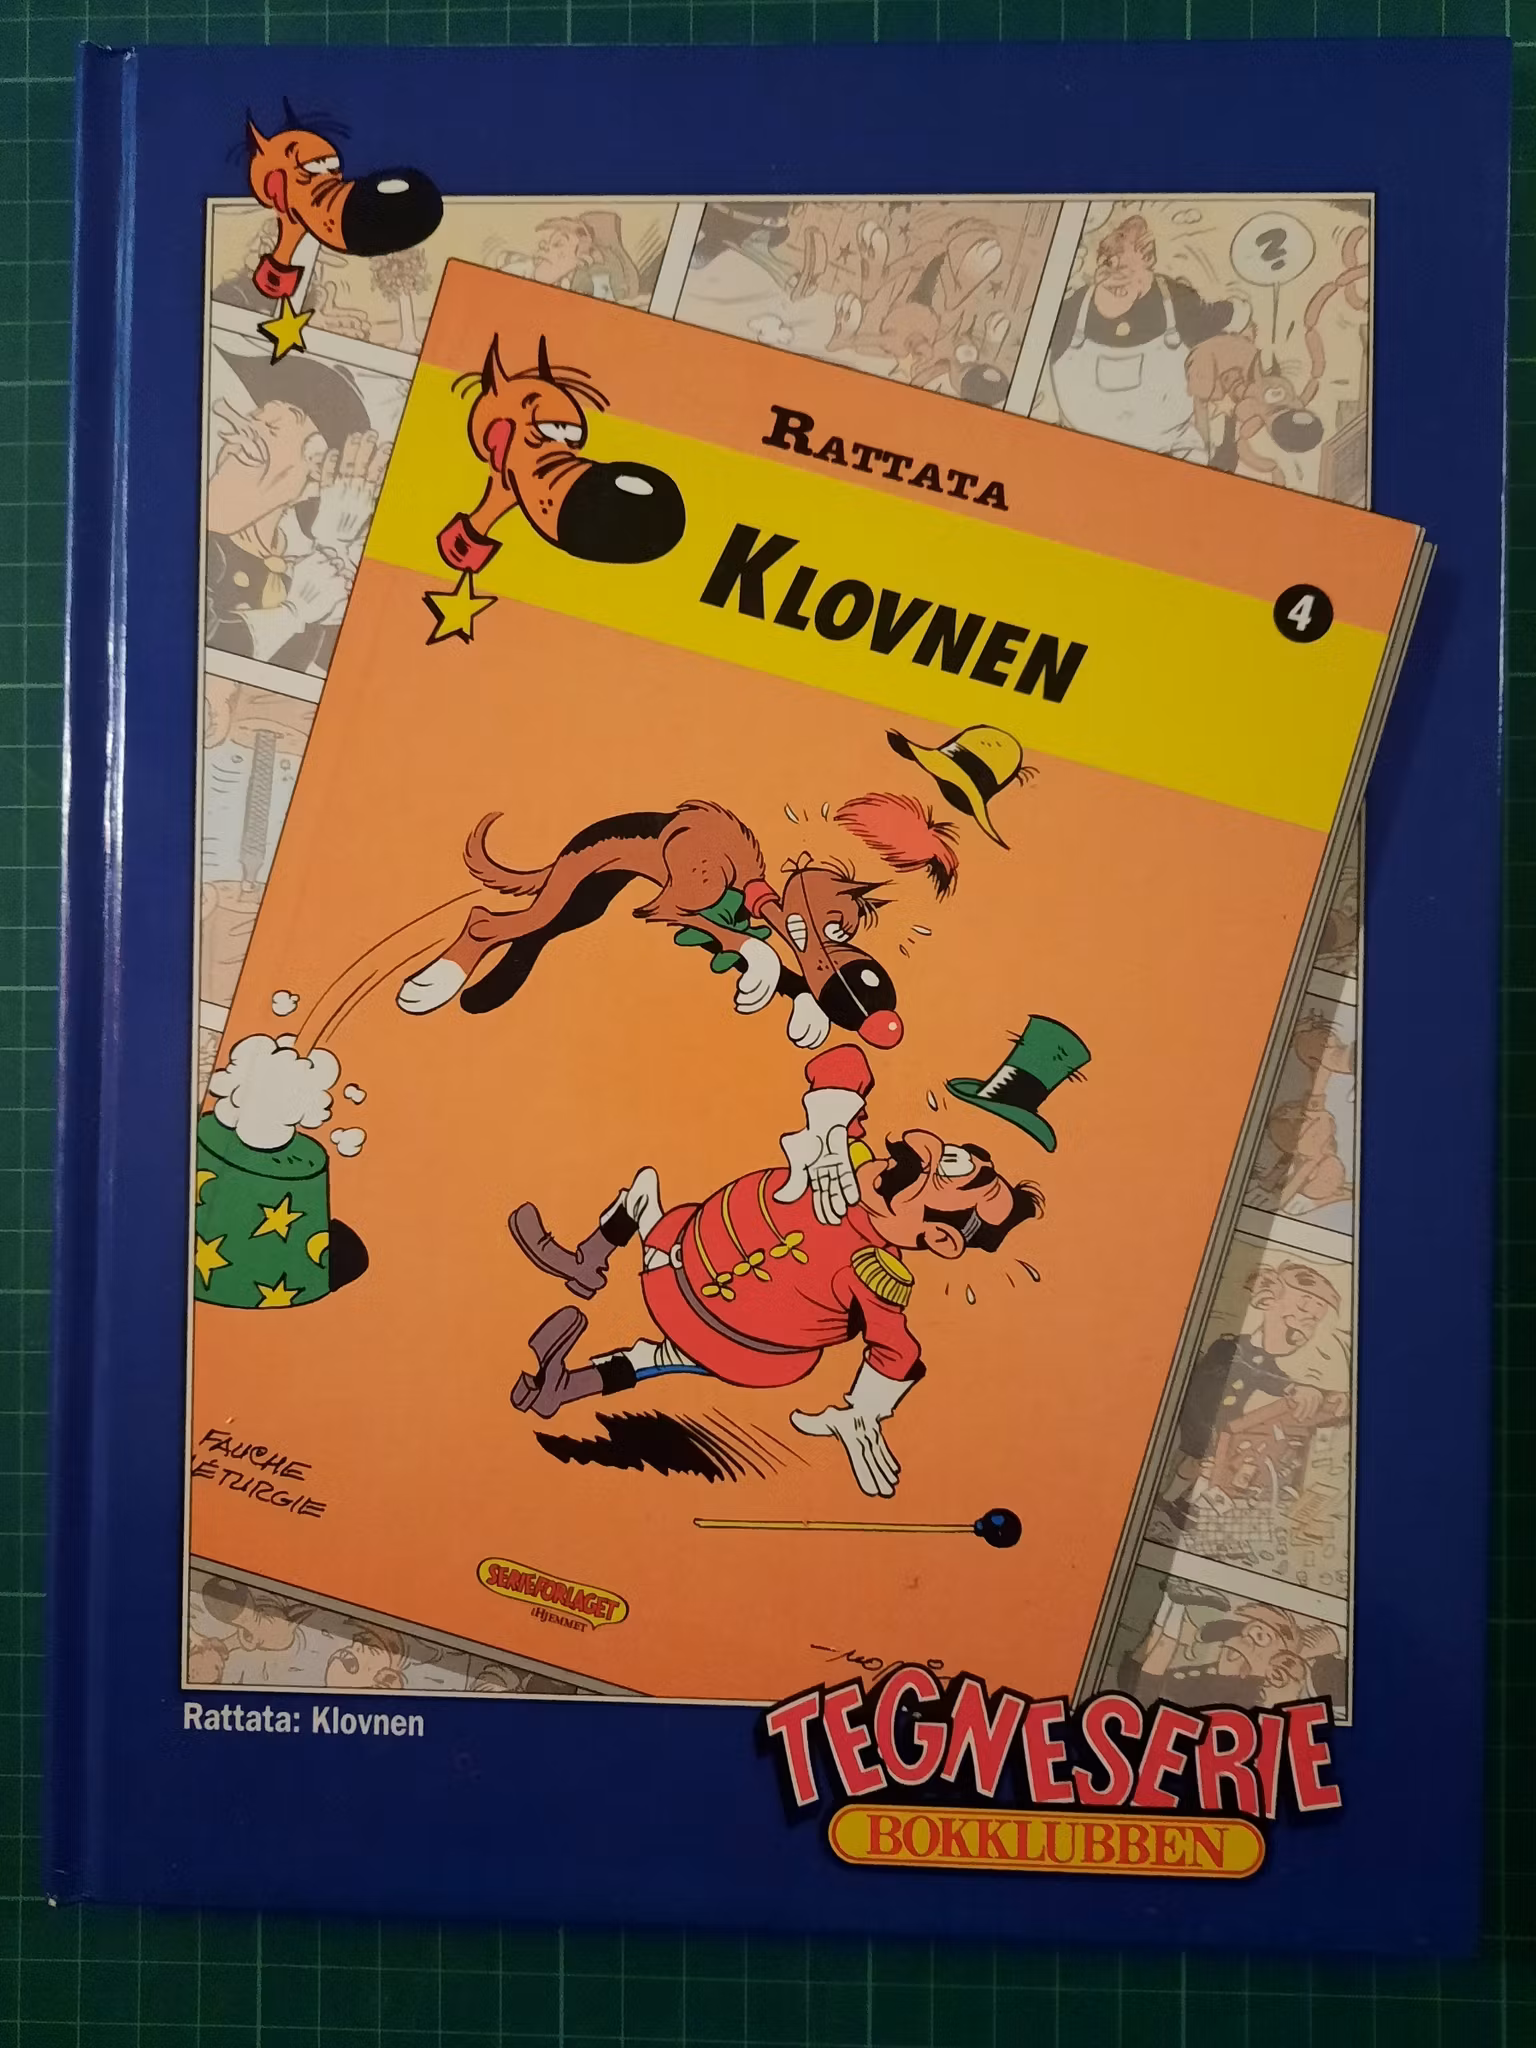 ?
RATTATA
KLOVNEN
4
FAUCHE
LÉTURGIE
SERIEFORLAGET
HJEMMET
Rattata: Klovnen
TEGNESERIE
BOKKLUBBEN